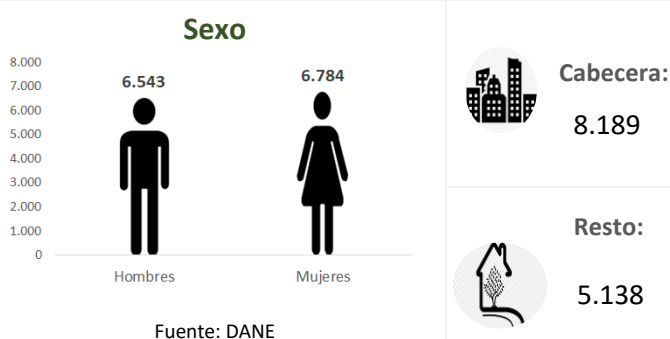 Sexo
8.000
7.000
6.000
5.000
4.000
3.000
2.000
1.000
0
6.543
6.784
Hombres
Mujeres
Fuente: DANE
Cabecera:
8.189
Resto:
5.138